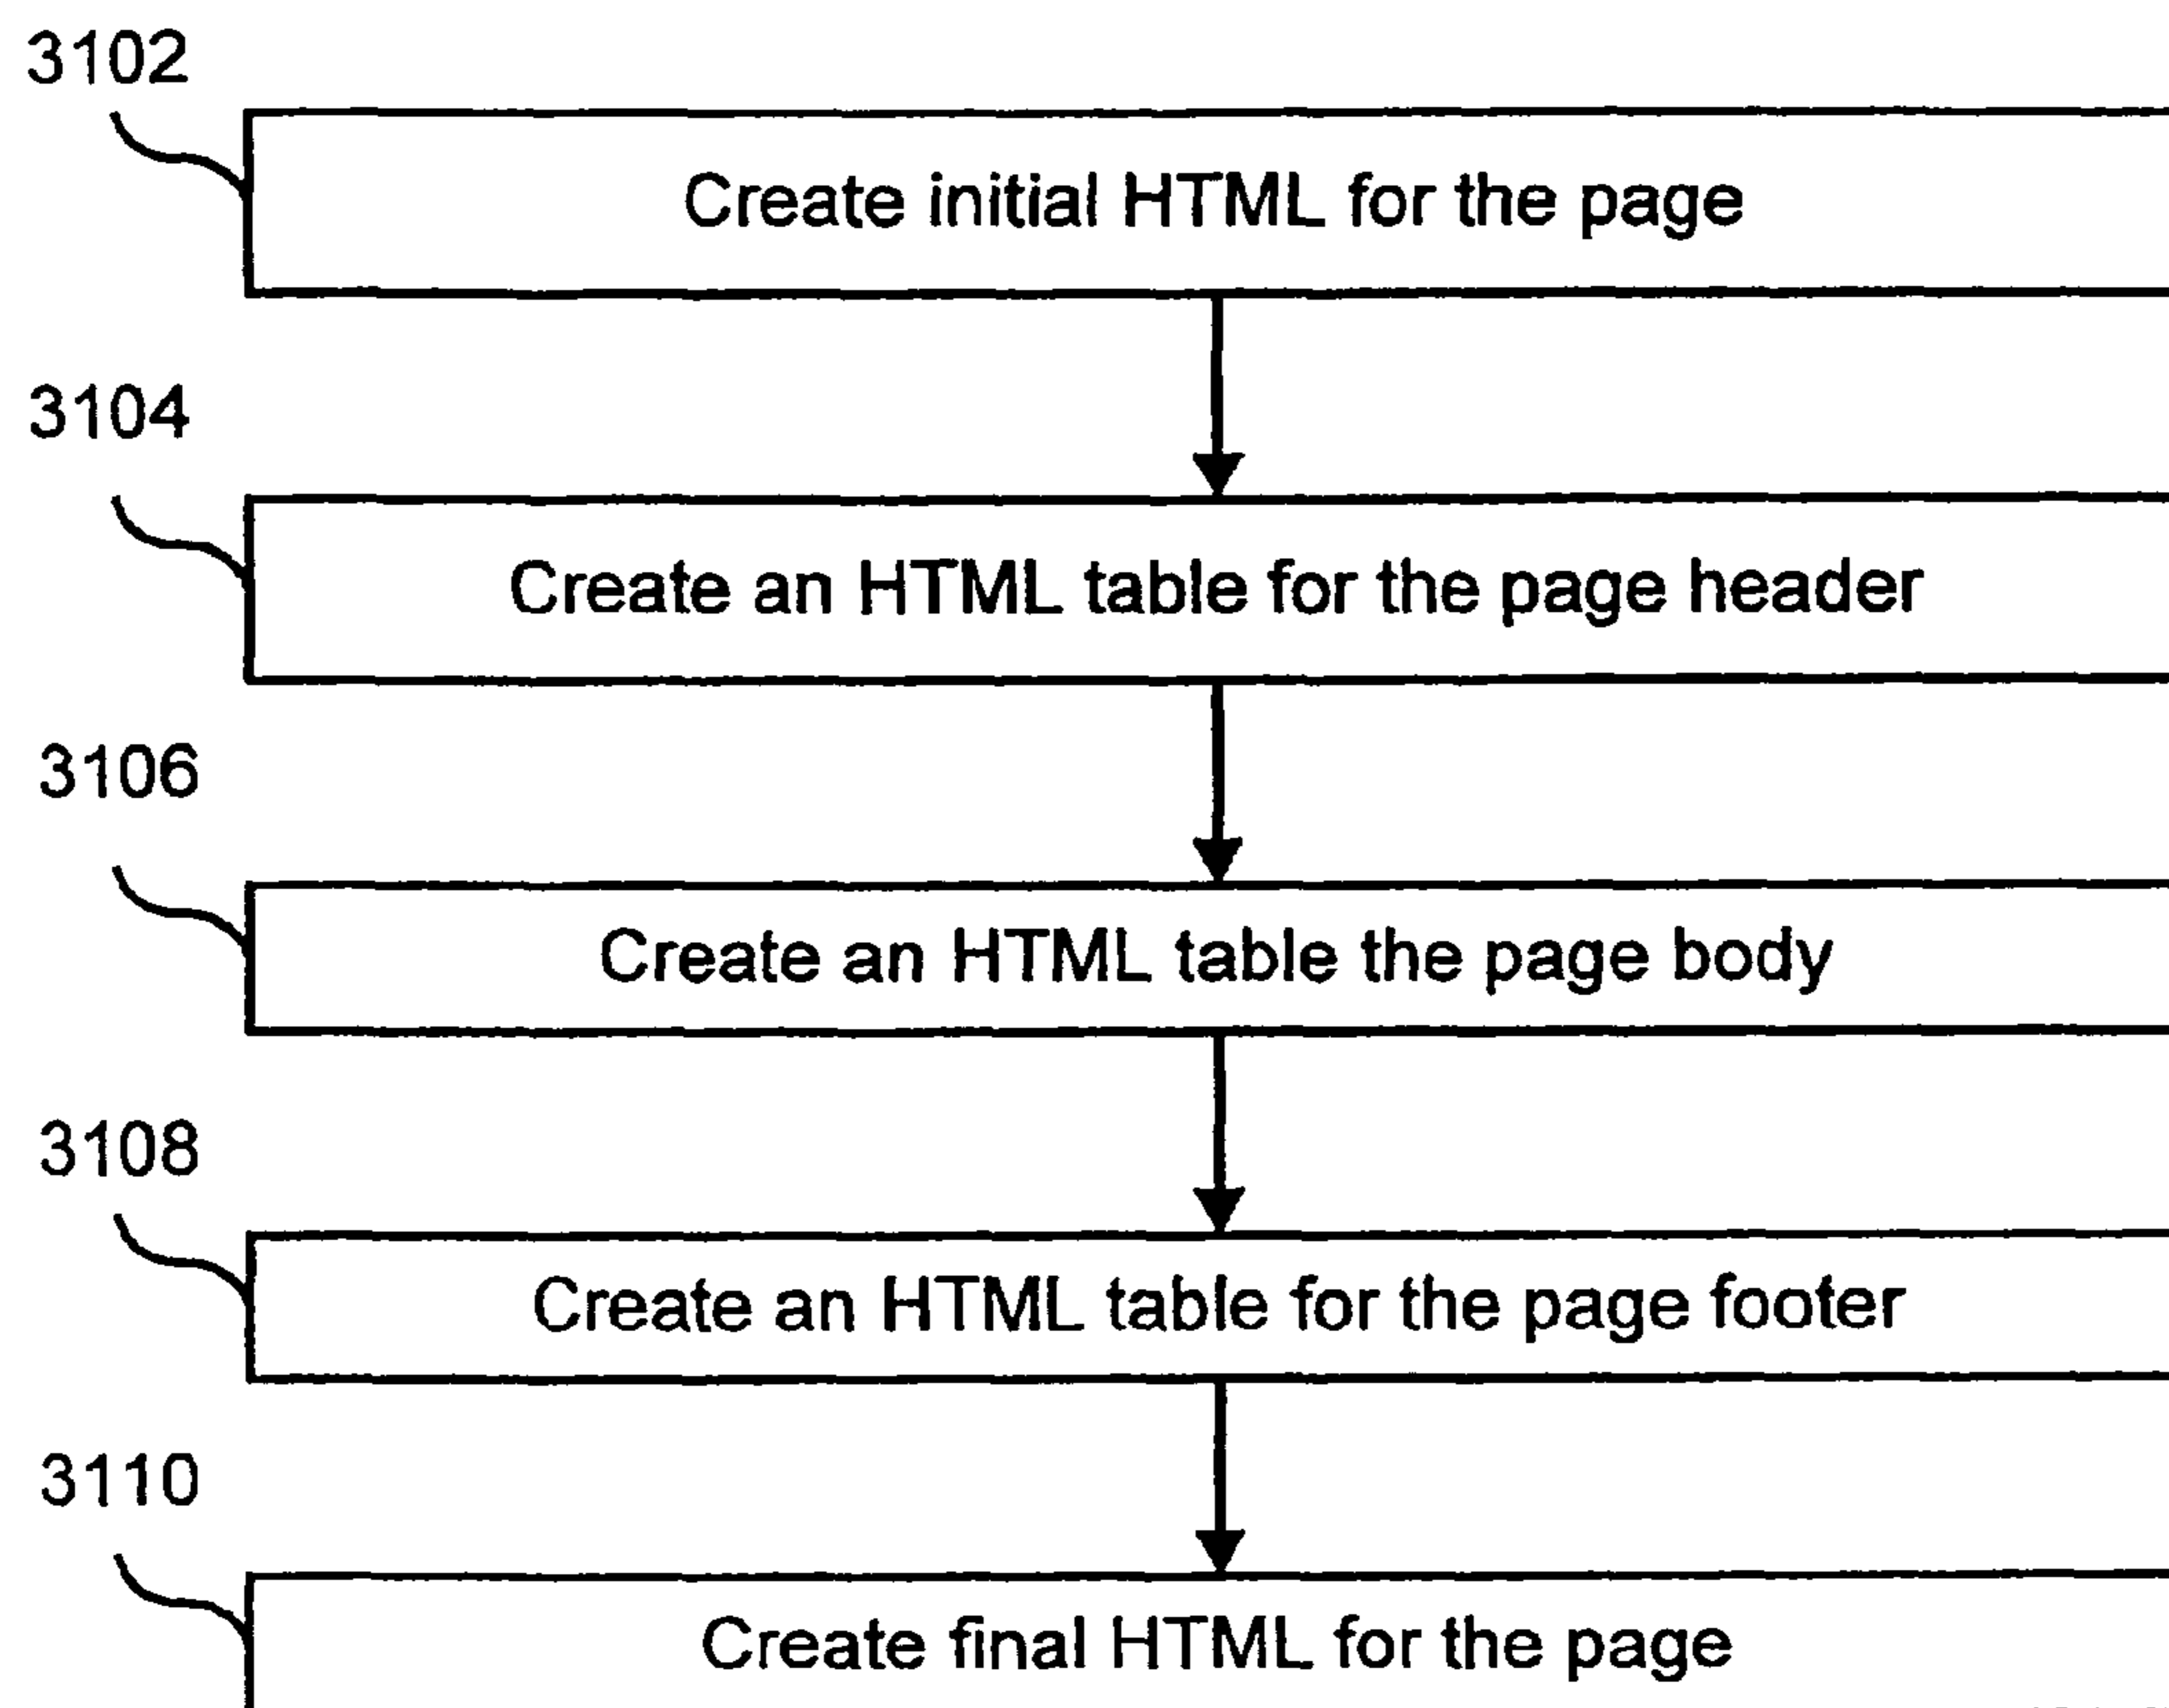 3102
Create initial HTML for the page
3104
Create an HTML table for the page header
3106
Create an HTML table the page body
3108
Create an HTML table for the page footer
3110
Create final HTML for the page